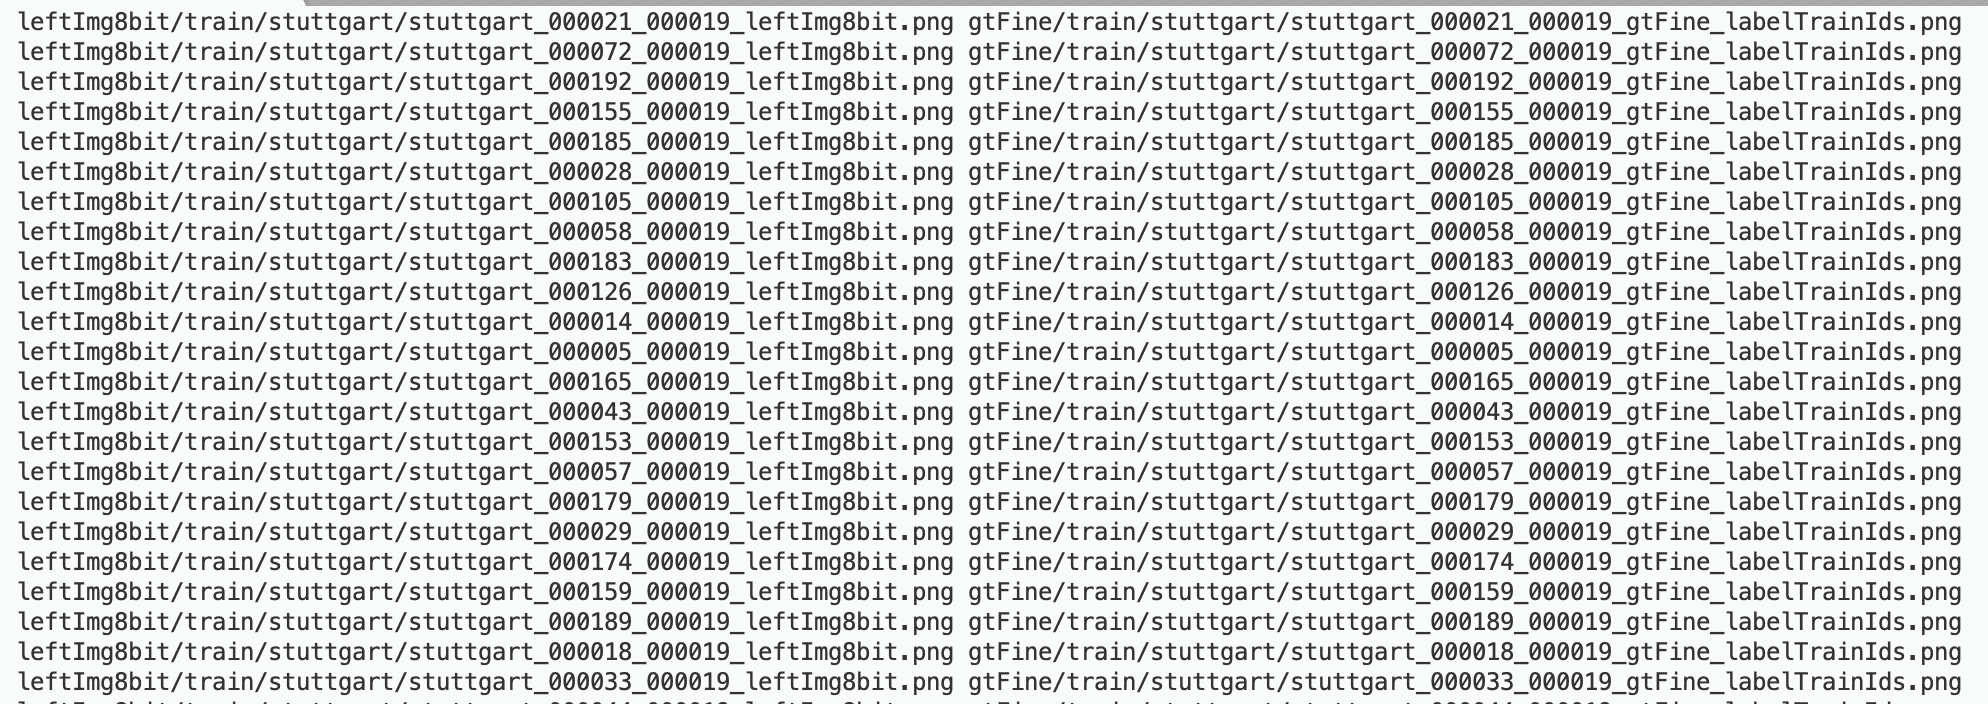 leftImg8bit/train/stuttgart/stuttgart_000021_000019_leftImg8bit.png gtFine/train/stuttgart/stuttgart_000021_000019_gtFine_labelTrainIds.png
leftImg8bit/train/stuttgart/stuttgart_000072_000019_leftImg8bit.png gtFine/train/stuttgart/stuttgart_000072_000019_gtFine_labelTrainIds.png
leftImg8bit/train/stuttgart/stuttgart_000192_000019_leftImg8bit.png gtFine/train/stuttgart/stuttgart_000192_000019_gtFine_labelTrainIds.png
leftImg8bit/train/stuttgart/stuttgart_000155_000019_leftImg8bit.png gtFine/train/stuttgart/stuttgart_000155_000019_gtFine_labelTrainIds.png
leftImg8bit/train/stuttgart/stuttgart_000185_000019_leftImg8bit.png gtFine/train/stuttgart/stuttgart_000185_000019_gtFine_labelTrainIds.png
leftImg8bit/train/stuttgart/stuttgart_000028_000019_leftImg8bit.png gtFine/train/stuttgart/stuttgart_000028_000019_gtFine_labelTrainIds.png
leftImg8bit/train/stuttgart/stuttgart_000105_000019_leftImg8bit.png gtFine/train/stuttgart/stuttgart_000105_000019_gtFine_labelTrainIds.png
leftImg8bit/train/stuttgart/stuttgart_000058_000019_leftImg8bit.png gtFine/train/stuttgart/stuttgart_000058_000019_gtFine_labelTrainIds.png
leftImg8bit/train/stuttgart/stuttgart_000183_000019_leftImg8bit.png gtFine/train/stuttgart/stuttgart_000183_000019_gtFine_labelTrainIds.png
leftImg8bit/train/stuttgart/stuttgart_000126_000019_leftImg8bit.png gtFine/train/stuttgart/stuttgart_000126_000019_gtFine_labelTrainIds.png
leftImg8bit/train/stuttgart/stuttgart_000014_000019_leftImg8bit.png gtFine/train/stuttgart/stuttgart_000014_000019_gtFine_labelTrainIds.png
leftImg8bit/train/stuttgart/stuttgart_000005_000019_leftImg8bit.png gtFine/train/stuttgart/stuttgart_000005_000019_gtFine_labelTrainIds.png
leftImg8bit/train/stuttgart/stuttgart_000165_000019_leftImg8bit.png gtFine/train/stuttgart/stuttgart_000165_000019_gtFine_labelTrainIds.png
leftImg8bit/train/stuttgart/stuttgart_000043_000019_leftImg8bit.png gtFine/train/stuttgart/stuttgart_000043_000019_gtFine_labelTrainIds.png
leftImg8bit/train/stuttgart/stuttgart_000153_000019_leftImg8bit.png gtFine/train/stuttgart/stuttgart_000153_000019_gtFine_labelTrainIds.png
leftImg8bit/train/stuttgart/stuttgart_000057_000019_leftImg8bit.png gtFine/train/stuttgart/stuttgart_000057_000019_gtFine_labelTrainIds.png
leftImg8bit/train/stuttgart/stuttgart_000179_000019_leftImg8bit.png gtFine/train/stuttgart/stuttgart_000179_000019_gtFine_labelTrainIds.png
leftImg8bit/train/stuttgart/stuttgart_000029_000019_leftImg8bit.png gtFine/train/stuttgart/stuttgart_000029_000019_gtFine_labelTrainIds.png
leftImg8bit/train/stuttgart/stuttgart_000174_000019_leftImg8bit.png gtFine/train/stuttgart/stuttgart_000174_000019_gtFine_labelTrainIds.png
leftImg8bit/train/stuttgart/stuttgart_000159_000019_leftImg8bit.png gtFine/train/stuttgart/stuttgart_000159_000019_gtFine_labelTrainIds.png
leftImg8bit/train/stuttgart/stuttgart_000189_000019_leftImg8bit.png gtFine/train/stuttgart/stuttgart_000189_000019_gtFine_labelTrainIds.png
leftImg8bit/train/stuttgart/stuttgart_000018_000019_leftImg8bit.png gtFine/train/stuttgart/stuttgart_000018_000019_gtFine_labelTrainIds.png
leftImg8bit/train/stuttgart/stuttgart_000033_000019_leftImg8bit.png gtFine/train/stuttgart/stuttgart_000033_000019_gtFine_labelTrainIds.png